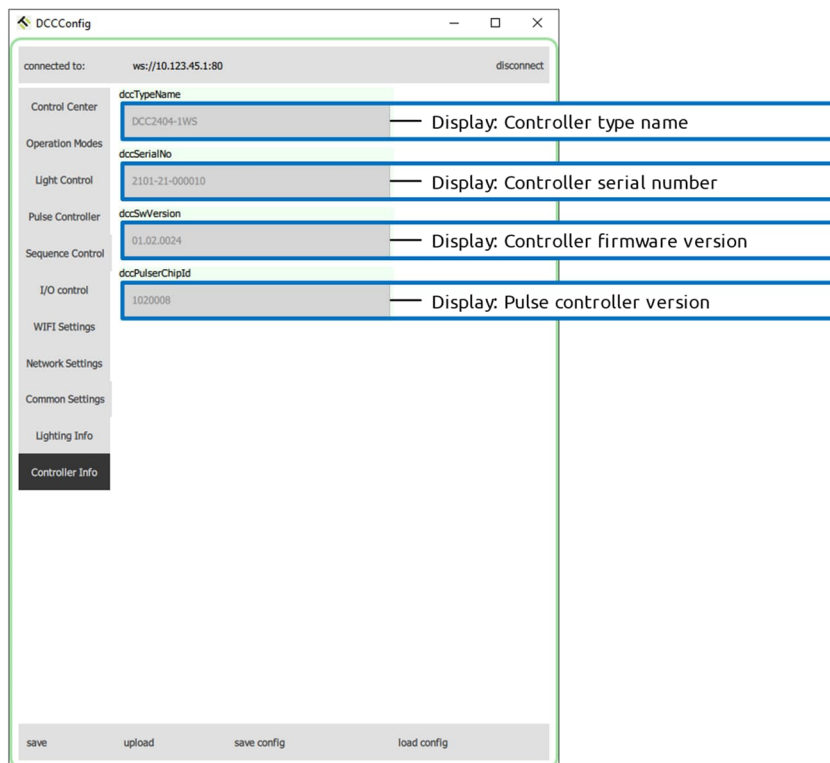 DCCConfig
connected to: ws://10.123.45.1:80 disconnect
Control Center
Operation Modes
Light Control
Pulse Controller
Sequence Control
I/O control
WIFI Settings
Network Settings
Common Settings
Lighting Info
Controller Info
dccTypeName
DCC2404-1WS
Display: Controller type name
dccSerialNo
2101-21-000010
Display: Controller serial number
dccSwVersion
01.02.0024
Display: Controller firmware version
dccPulserChipId
1020008
Display: Pulse controller version
save upload save config load config